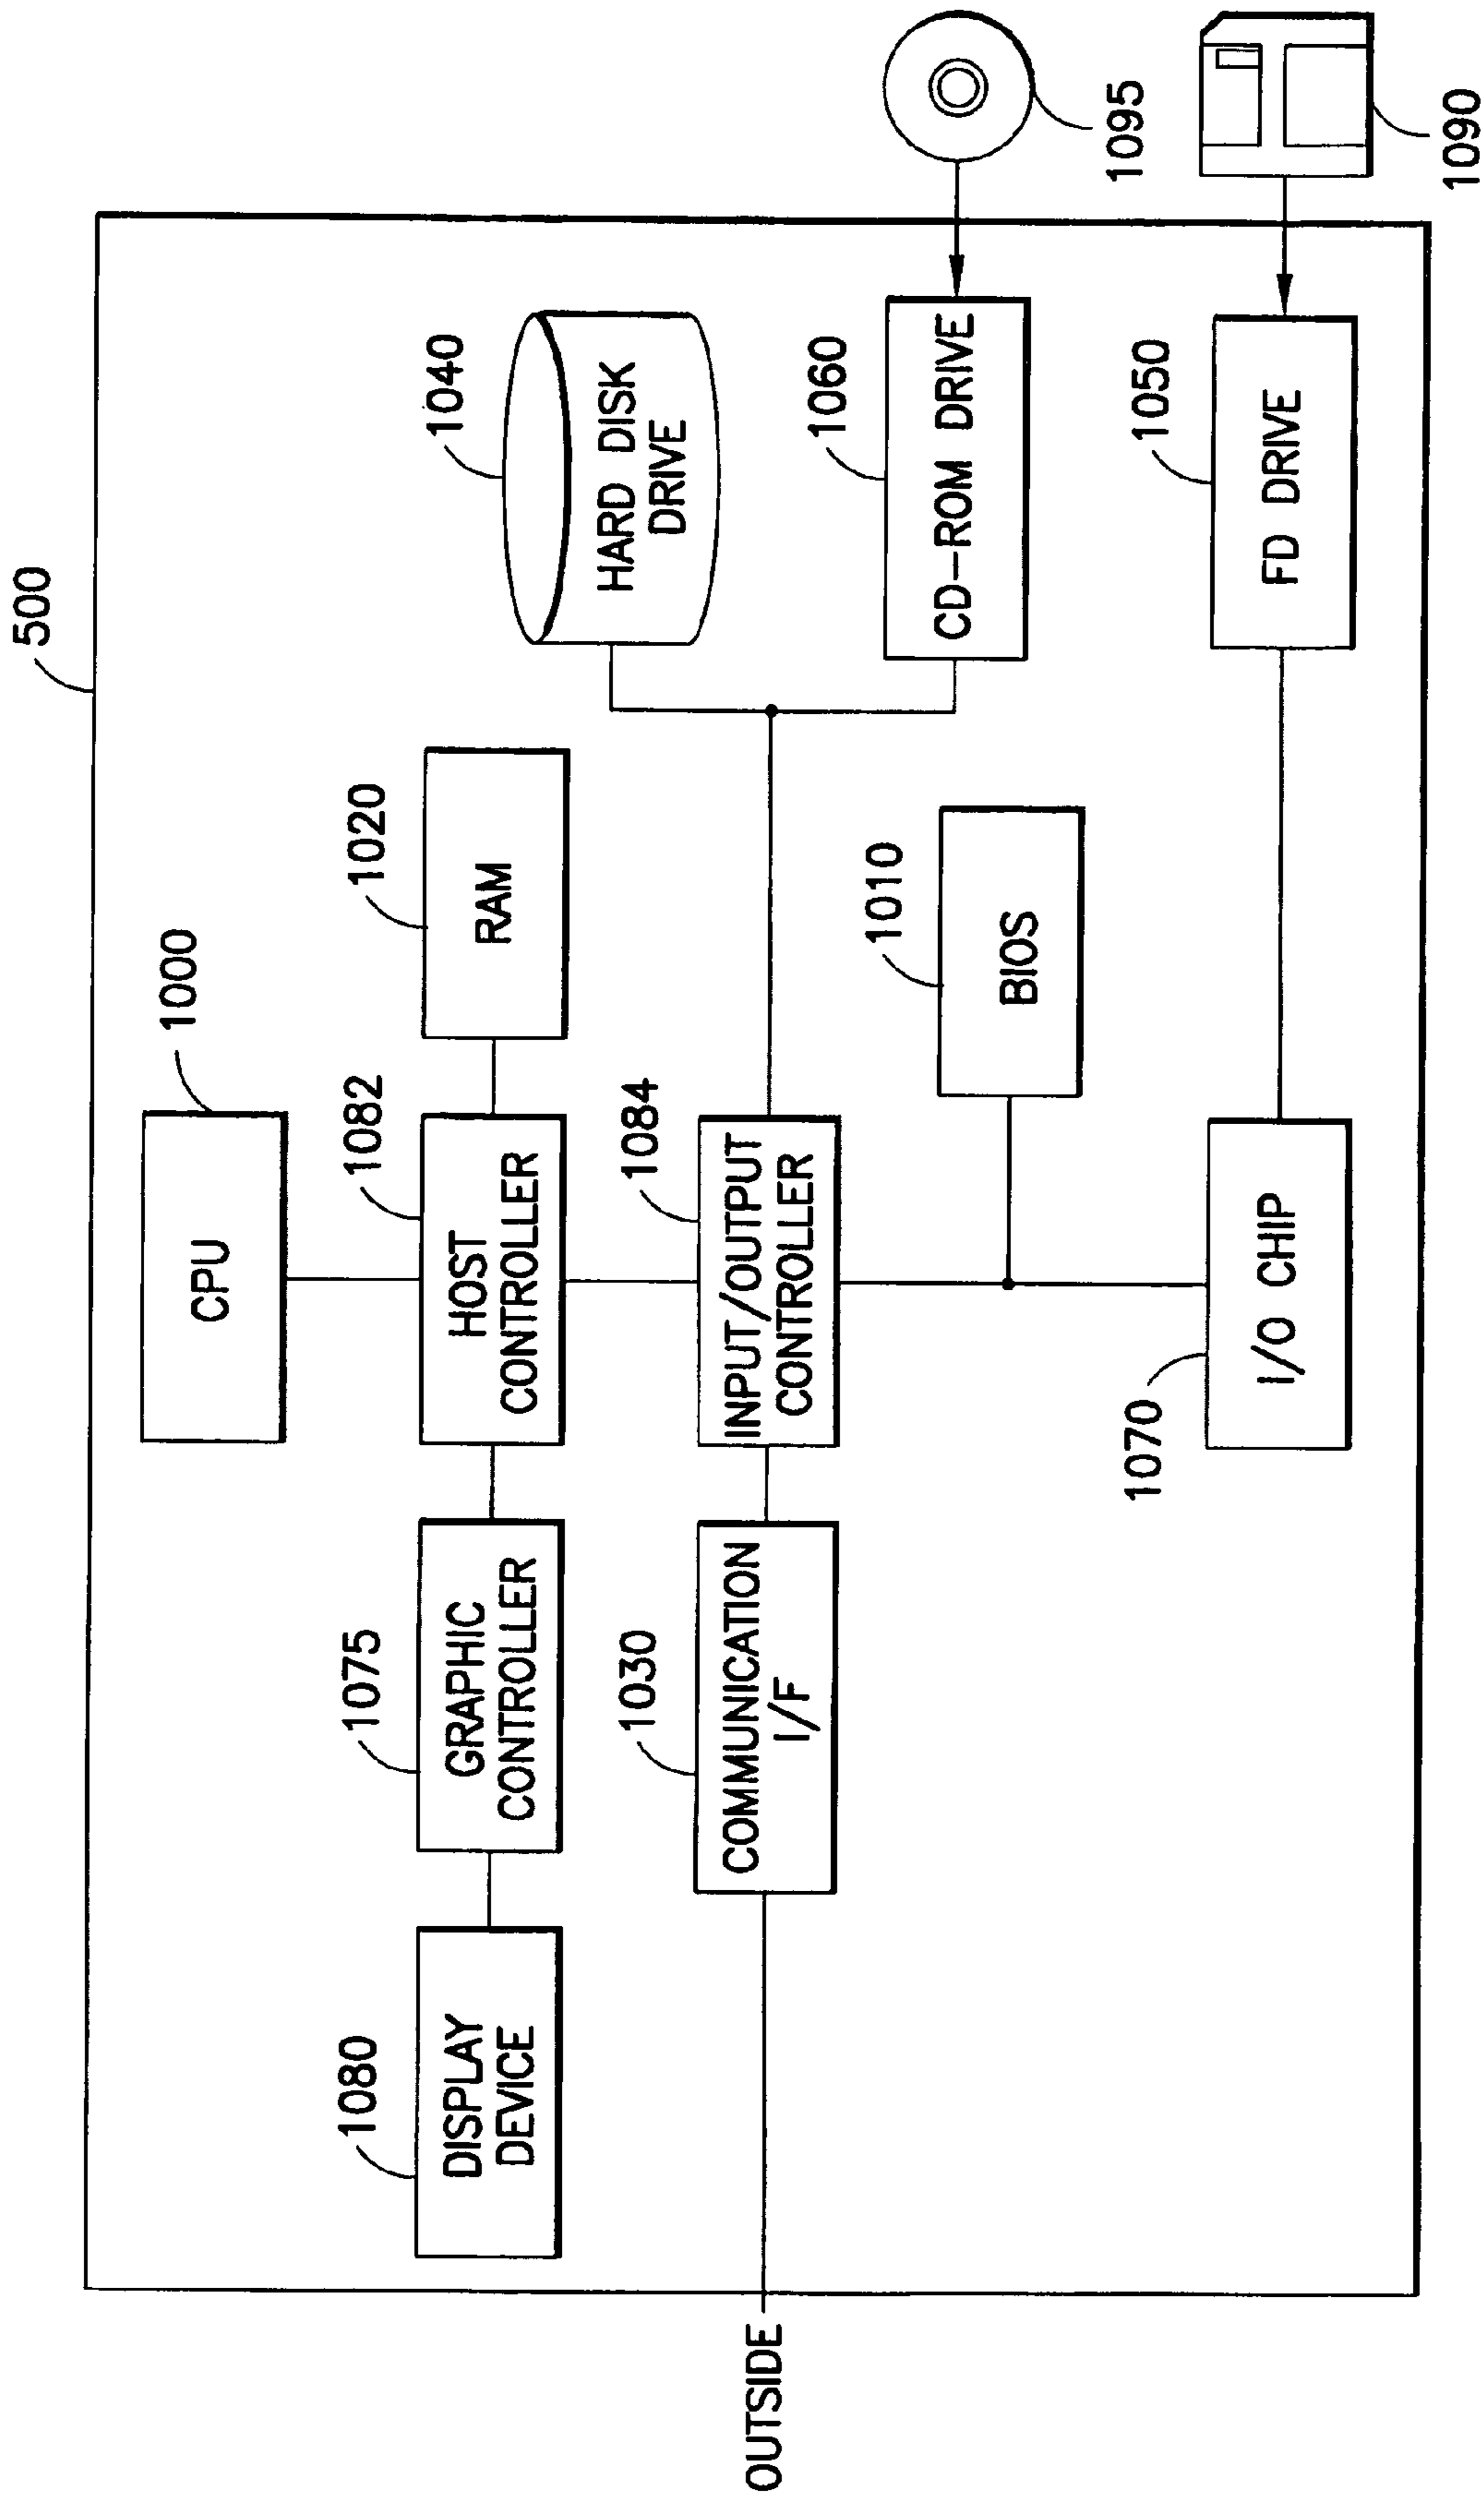 500
1000
CPU
1080
DISPLAY
DEVICE
1075
GRAPHIC
CONTROLLER
1082
HOST
CONTROLLER
1020
RAM
1040
HARD DISK
DRIVE
OUTSIDE
1030
COMMUNICATION
I/F
1084
INPUT/OUTPUT
CONTROLLER
1060
CD-ROM DRIVE
1095
1010
BIOS
1070
I/O CHIP
1050
FD DRIVE
1090